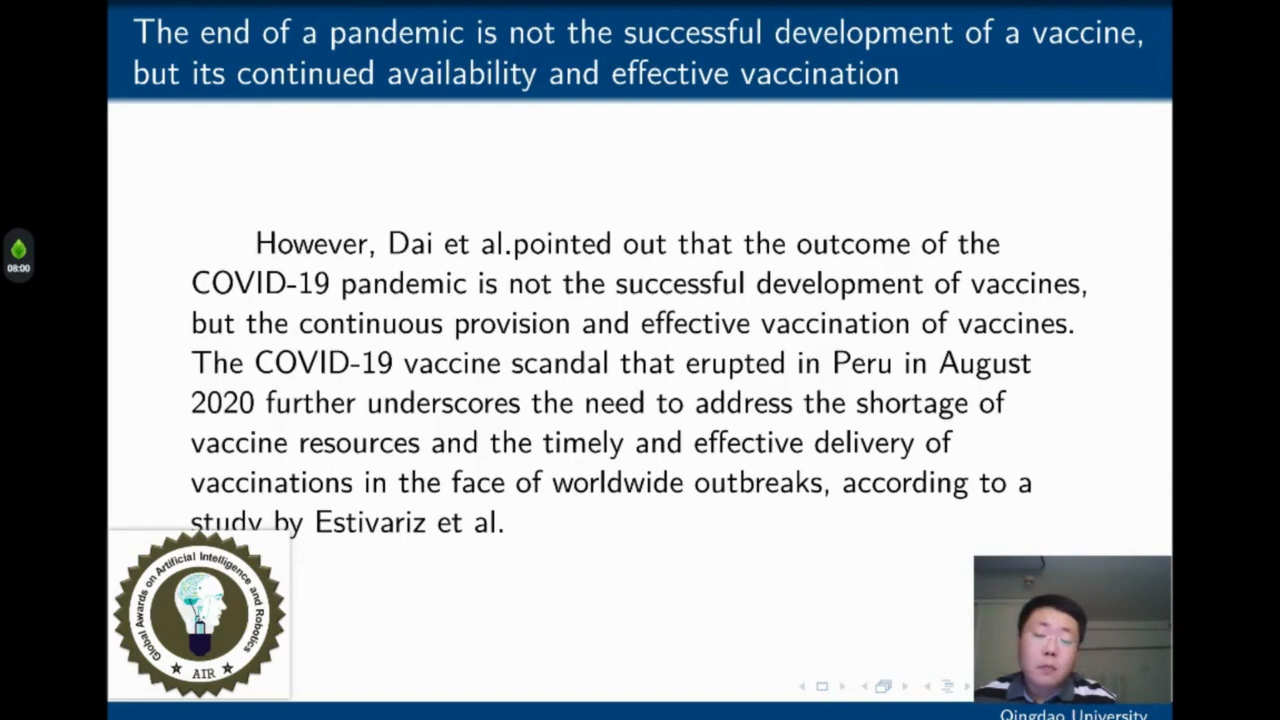 The end of a pandemic is not the successful development of a vaccine,
but its continued availability and effective vaccination
However, Dai et al.pointed out that the outcome of the
COVID-19 pandemic is not the successful development of vaccines,
but the continuous provision and effective vaccination of vaccines.
The COVID-19 vaccine scandal that erupted in Peru in August
2020 further underscores the need to address the shortage of
vaccine resources and the timely and effective delivery of
vaccinations in the face of worldwide outbreaks, according to a
study by Estivariz et al.
08:00
Global Awards on Artificial Intelligence and Robotics
AIR
Qingdao University